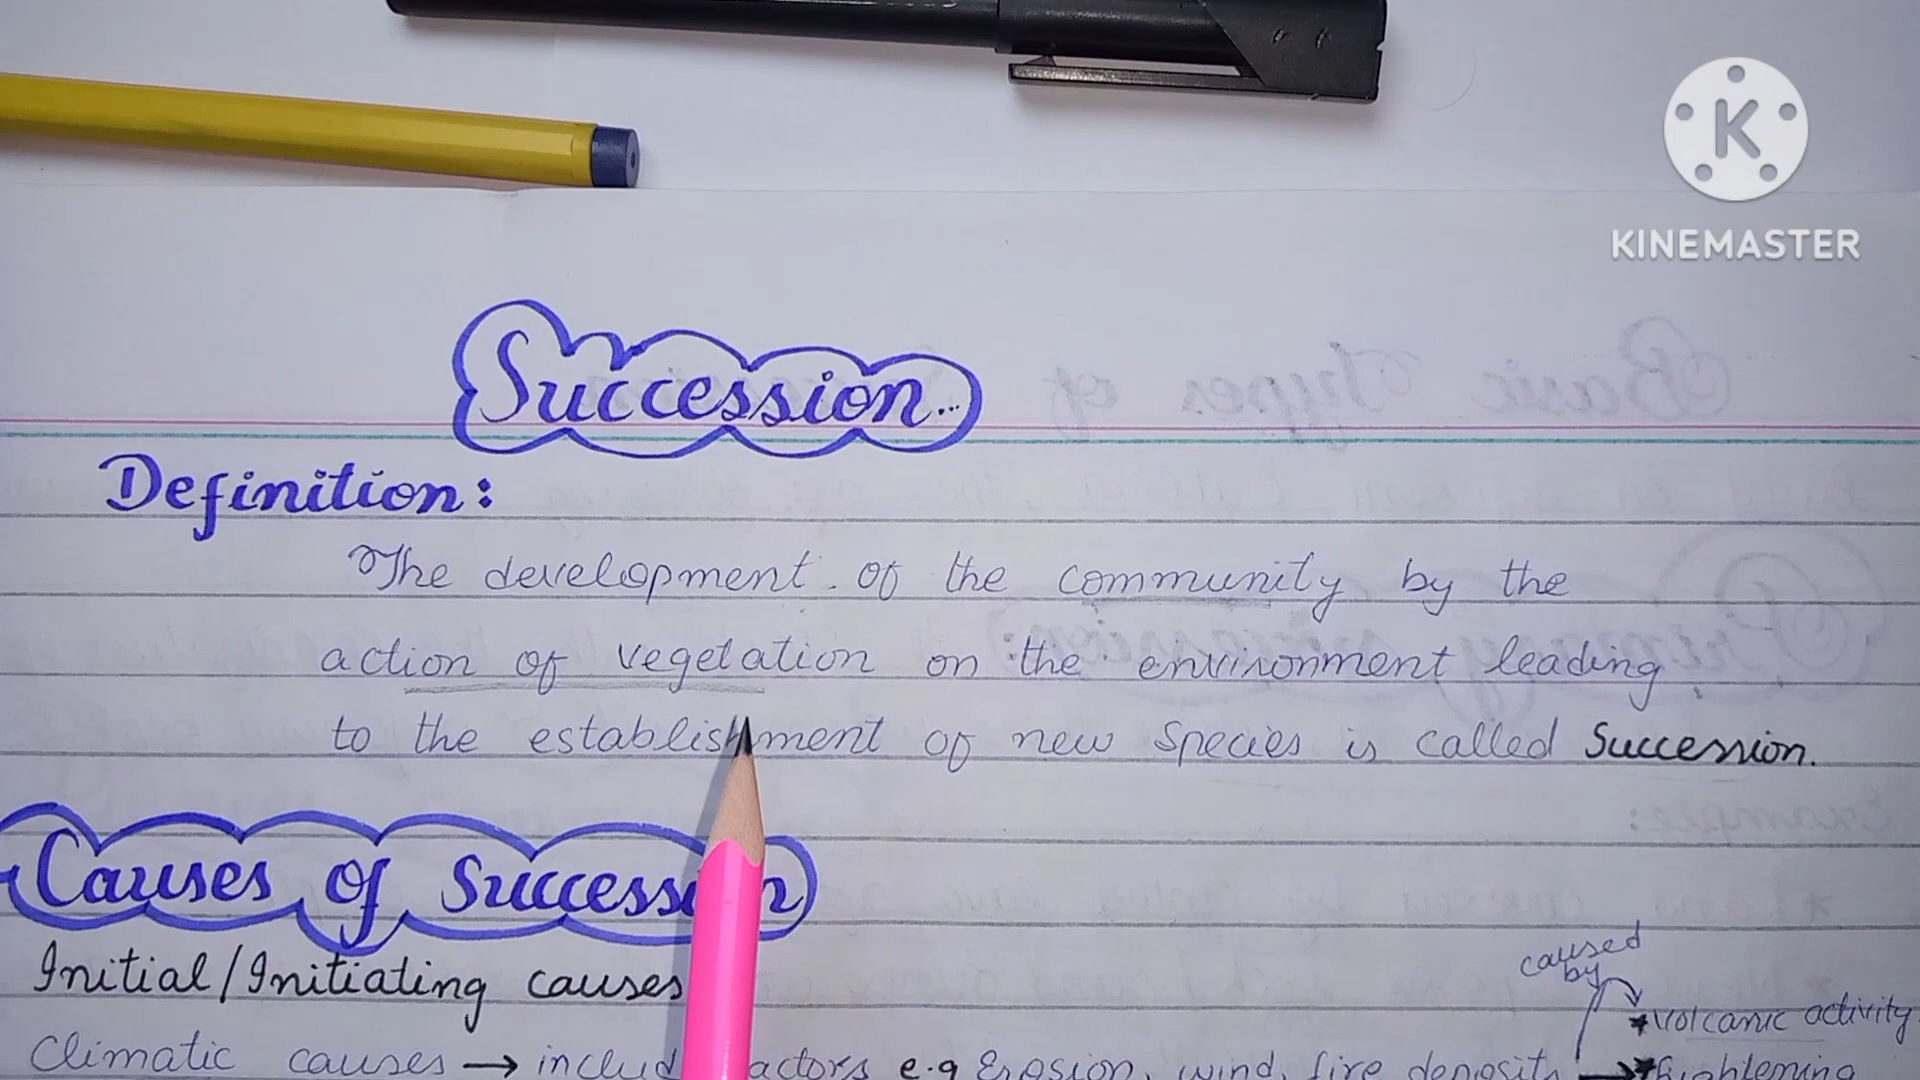 KINEMASTER
Succession...
Definition:
The development of the community by the
action of vegetation on the environment leading
to the establishment of new species is called Succession.
Causes of Succession
Initial/Initiating causes
caused
by
*Volcanic activity
Climatic causes → includ actors e.g Erosion, wind, fire deposits →